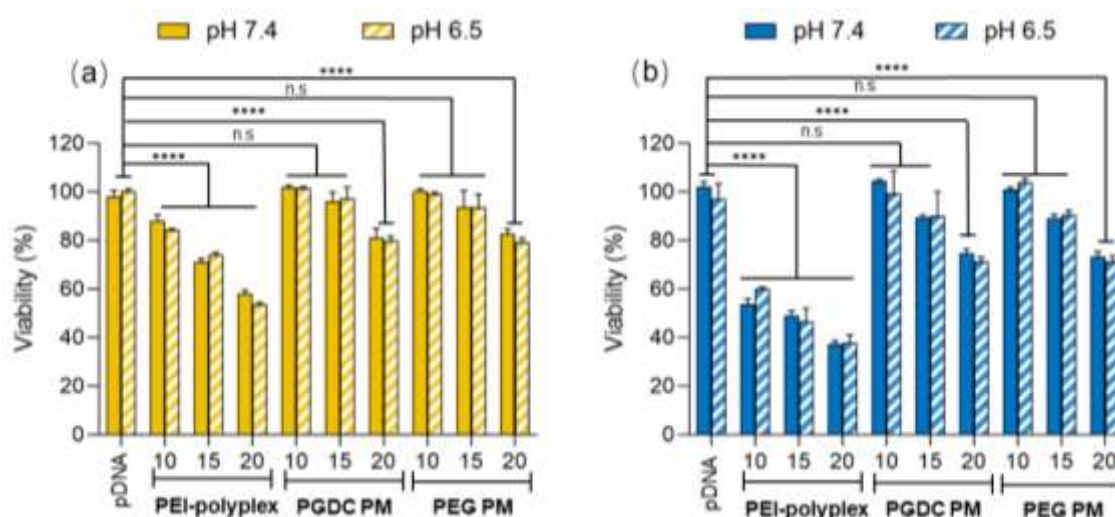 pH 7.4 pH 6.5
(a)
****
n.s
****
n.s
****
Viability (%)
120
100
80
60
40
20
0
pDNA
10 15 20 10 15 20 10 15 20
PEI-polyplex PGDC PM PEG PM
pH 7.4 pH 6.5
(b)
****
n.s
****
n.s
****
Viability (%)
120
100
80
60
40
20
0
pDNA
10 15 20 10 15 20 10 15 20
PEI-polyplex PGDC PM PEG PM